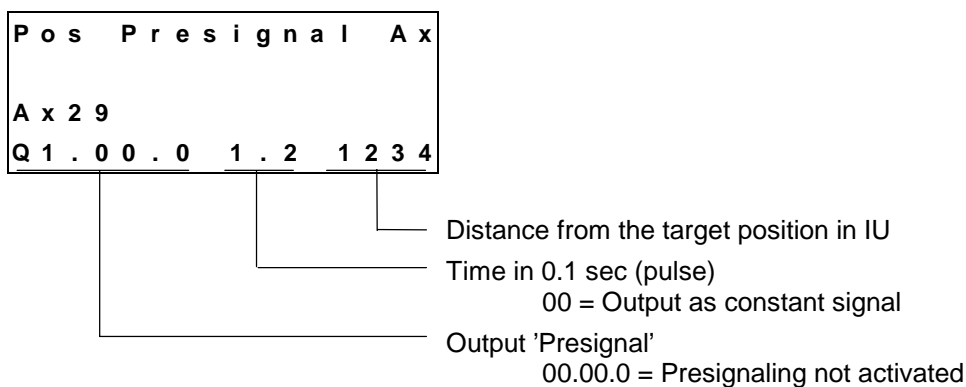 Pos Presignal Ax
Ax29
Q1.00.0 1.2 1234
Distance from the target position in IU
Time in 0.1 sec (pulse)
00 = Output as constant signal
Output ’Presignal’
00.00.0 = Presignaling not activated